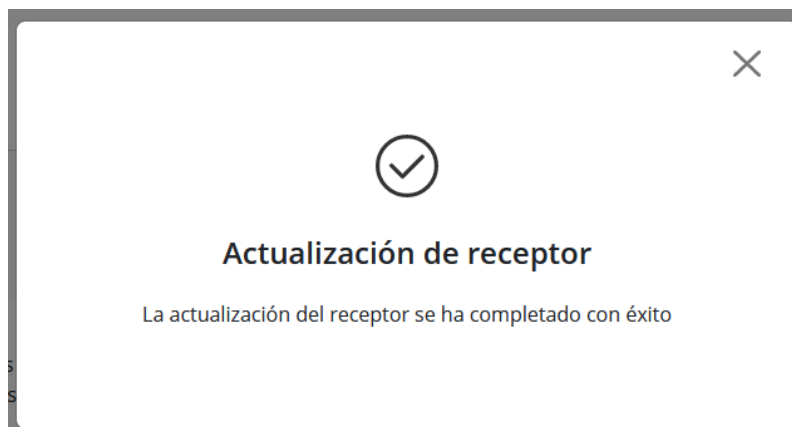 Actualización de receptor
La actualización del receptor se ha completado con éxito
s
s